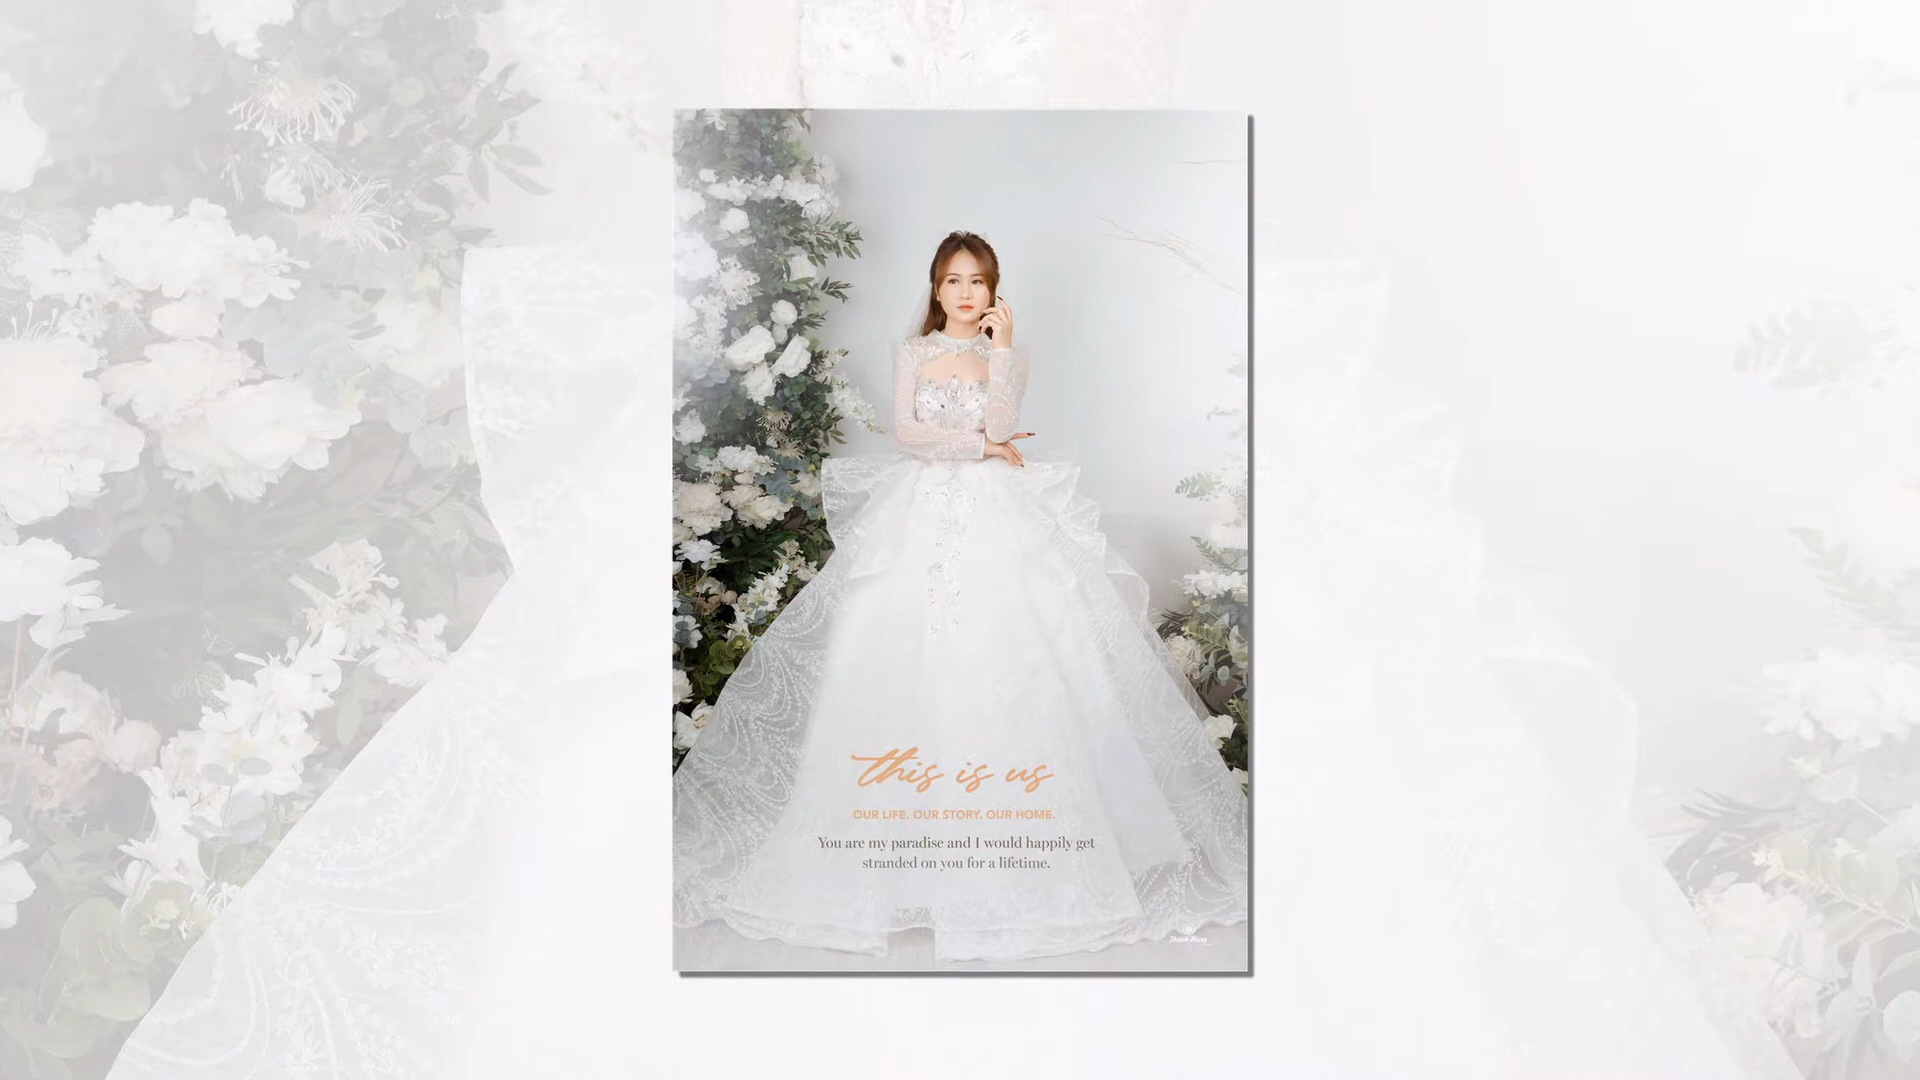 this is us
OUR LIFE. OUR STORY. OUR HOME.
You are my paradise and I would happily get
stranded on you for a lifetime.